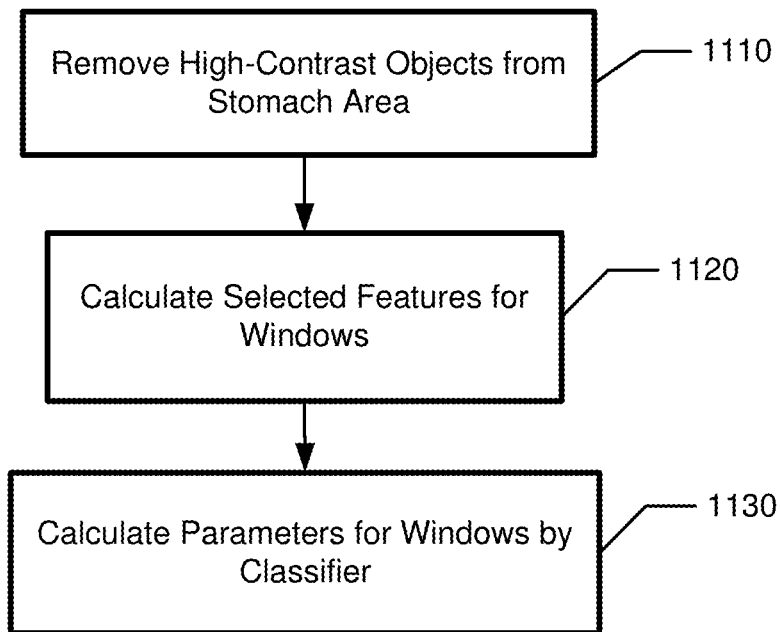 Remove High-Contrast Objects from
Stomach Area
1110
Calculate Selected Features for
Windows
1120
Calculate Parameters for Windows by
Classifier
1130